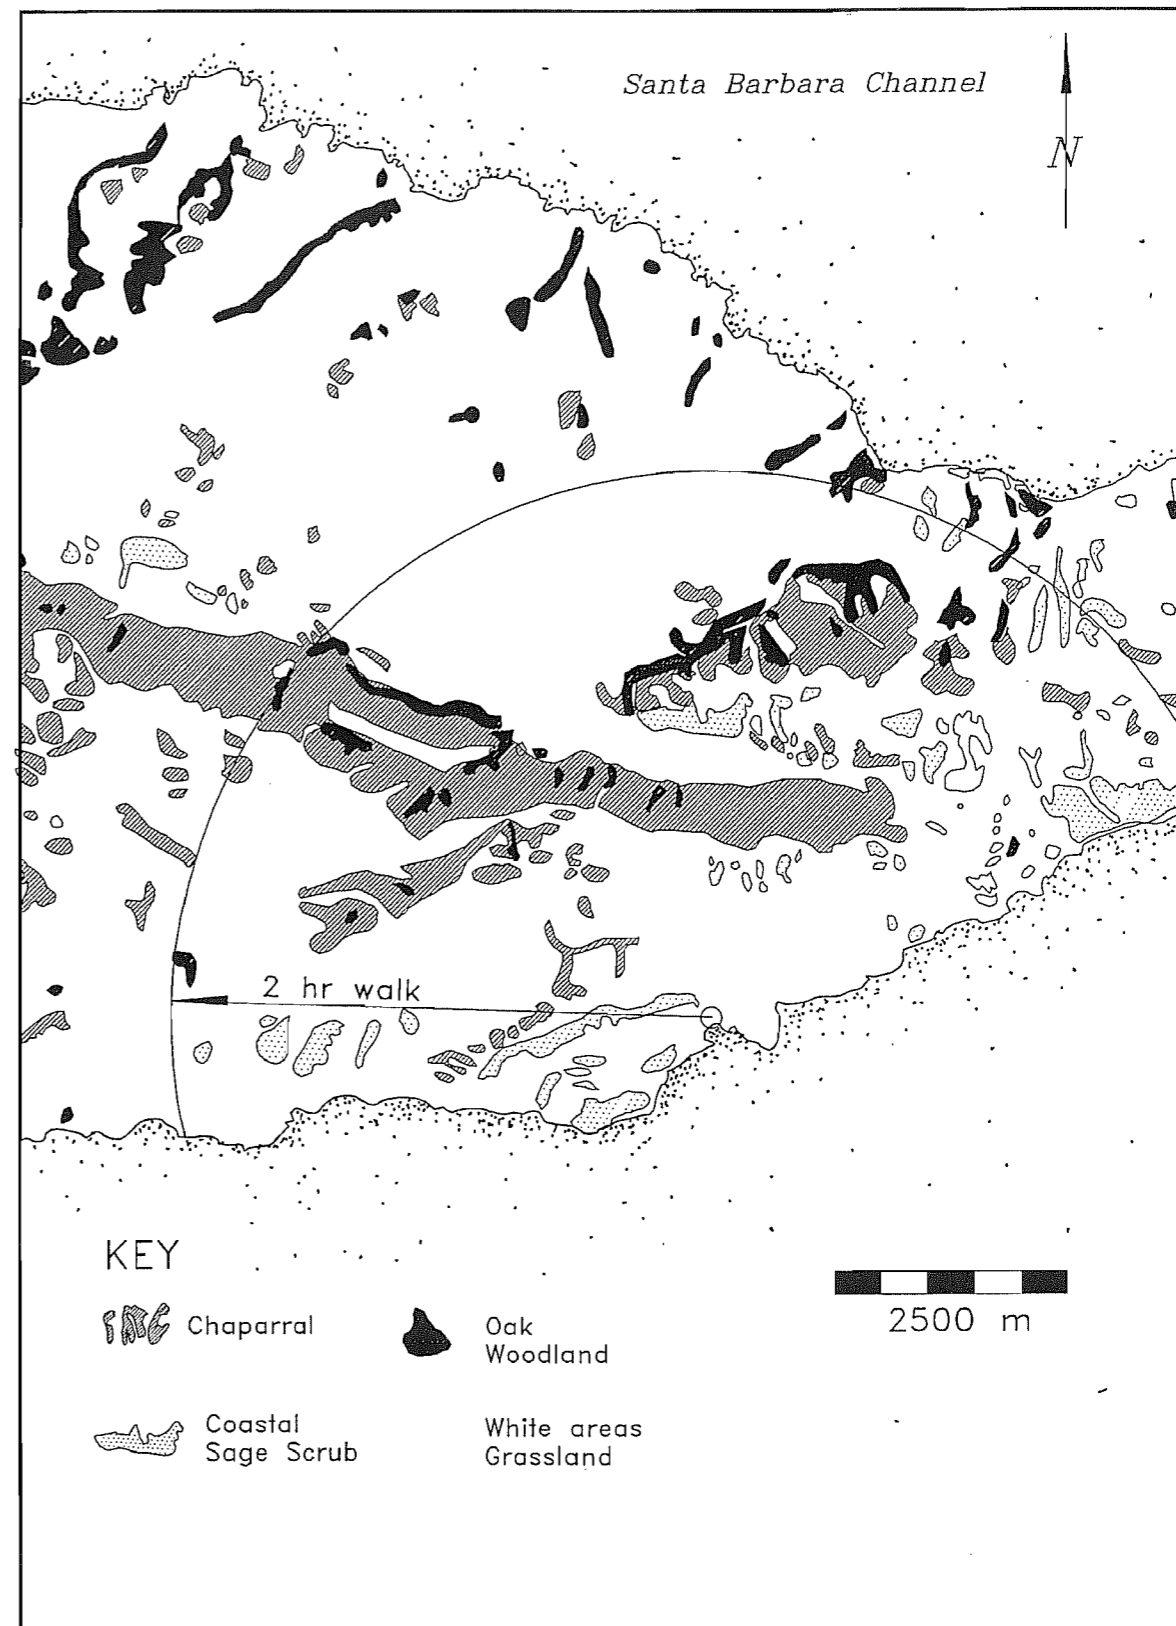 Santa Barbara Channel
N
2 hr walk
KEY
Chaparral
Oak
Woodland
2500 m
Coastal
Sage Scrub
White areas
Grassland